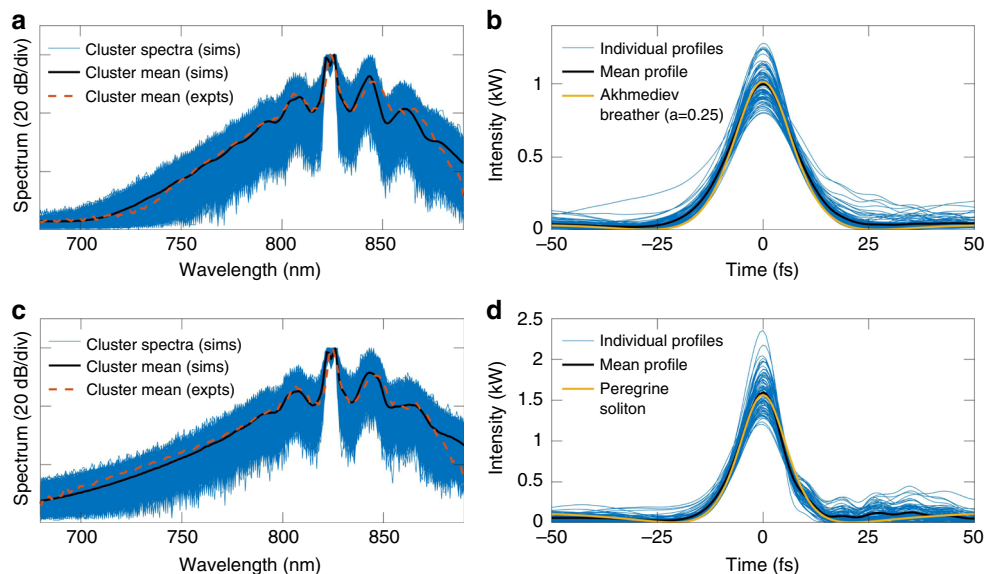 a
Spectrum (20 dB/div)
Cluster spectra (sims)
Cluster mean (sims)
Cluster mean (expts)
700 750 800 850
Wavelength (nm)
b
Intensity (kW)
1
0.5
0
Individual profiles
Mean profile
Akhmediev
breather (a=0.25)
−50 −25 0 25 50
Time (fs)
c
Spectrum (20 dB/div)
Cluster spectra (sims)
Cluster mean (sims)
Cluster mean (expts)
700 750 800 850
Wavelength (nm)
d
Intensity (kW)
2.5
2
1.5
1
0.5
0
Individual profiles
Mean profile
Peregrine
soliton
−50 −25 0 25 50
Time (fs)